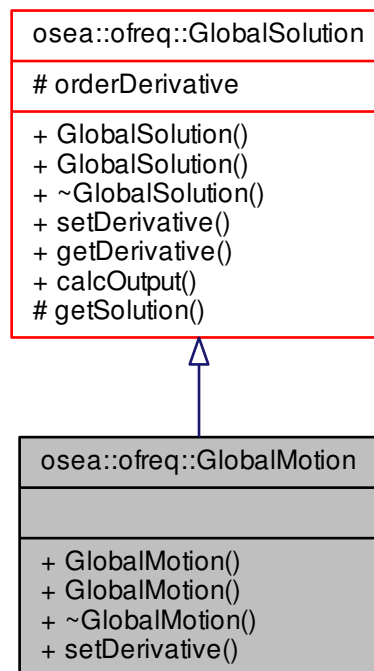 osea::ofreq::GlobalSolution
# orderDerivative
+ GlobalSolution()
+ GlobalSolution()
+ ~GlobalSolution()
+ setDerivative()
+ getDerivative()
+ calcOutput()
# getSolution()
osea::ofreq::GlobalMotion
+ GlobalMotion()
+ GlobalMotion()
+ ~GlobalMotion()
+ setDerivative()